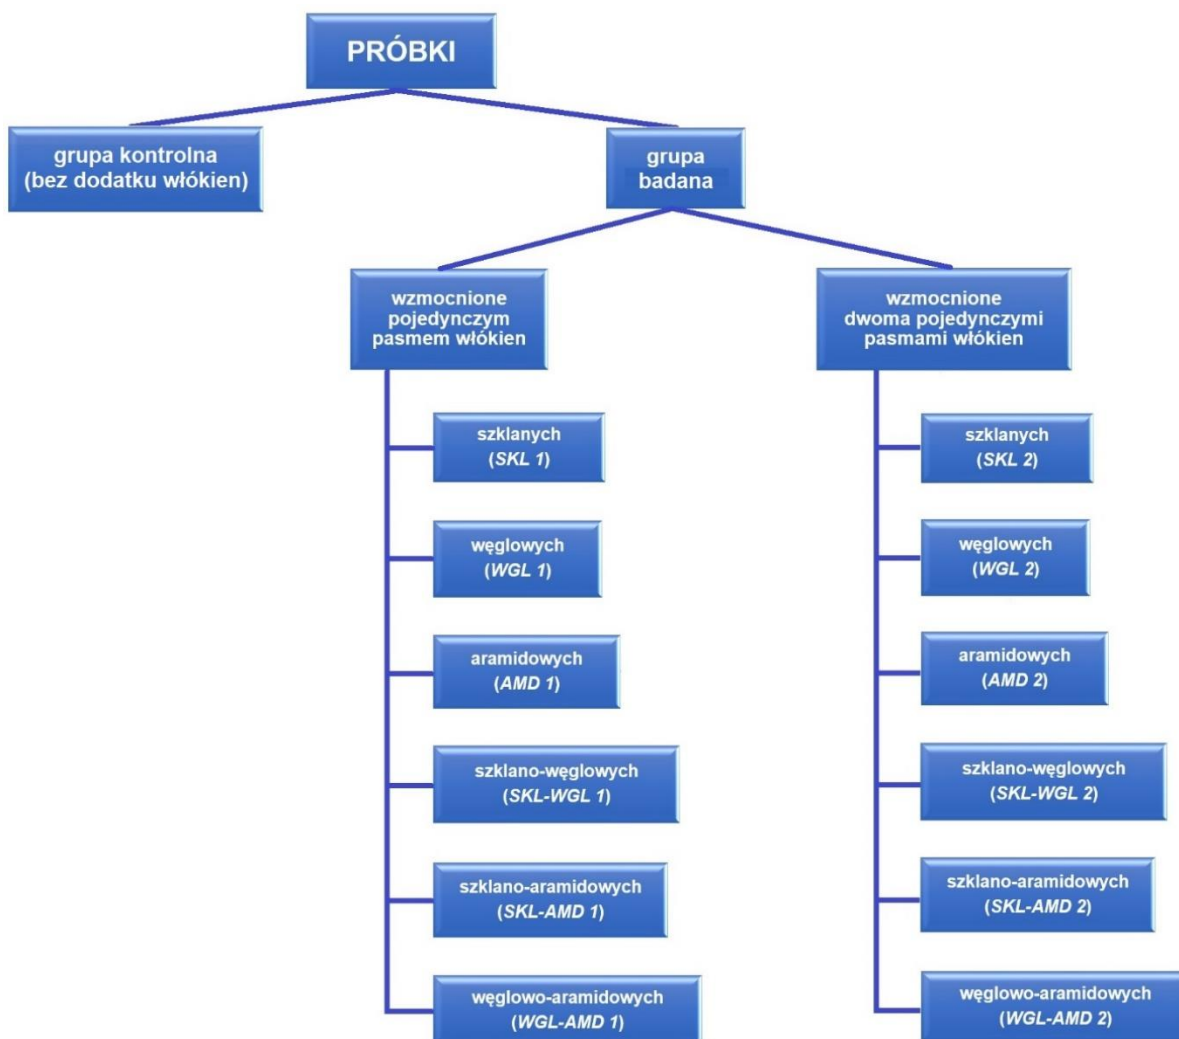 PRÓBKI
grupa kontrolna
(bez dodatku włókien)
grupa
badana
wzmocnione
pojedynczym
pasmem włókien
szklanych
(SKL 1)
węglowych
(WGL 1)
aramidowych
(AMD 1)
szklano-węglowych
(SKL-WGL 1)
szklano-aramidowych
(SKL-AMD 1)
węglowo-aramidowych
(WGL-AMD 1)
wzmocnione
dwoma pojedynczymi
pasmami włókien
szklanych
(SKL 2)
węglowych
(WGL 2)
aramidowych
(AMD 2)
szklano-węglowych
(SKL-WGL 2)
szklano-aramidowych
(SKL-AMD 2)
węglowo-aramidowych
(WGL-AMD 2)